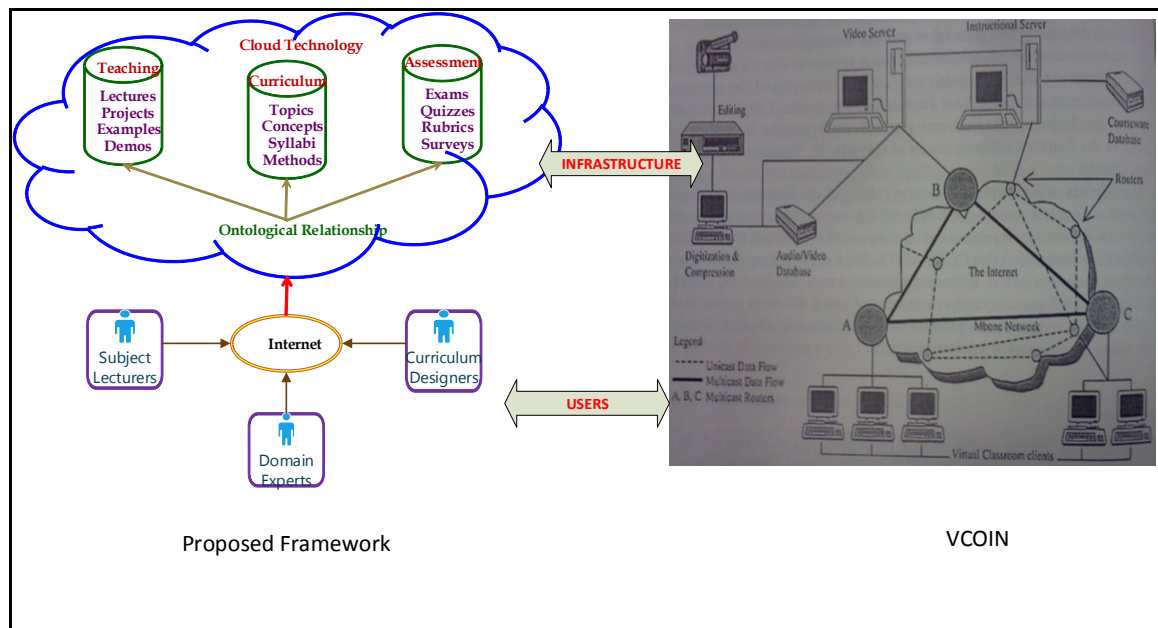 Cloud Technology
Teaching
Lectures
Projects
Examples
Demos
Curriculum
Topics
Concepts
Syllabi
Methods
Assessment
Exams
Quizzes
Rubrics
Surveys
Ontological Relationship
Internet
Subject
Lecturers
Curriculum
Designers
Domain
Experts
Proposed Framework
INFRASTRUCTURE
USERS
Video Server
Instructional Server
Editing
Courseware
Database
Routers
B
Digitization &
Compression
Audio/Video
Database
The Internet
A
C
Mbone Network
Legend
Unicast Data Flow
Multicast Data Flow
A, B, C Multicast Routers
Virtual Classroom clients
VCOIN